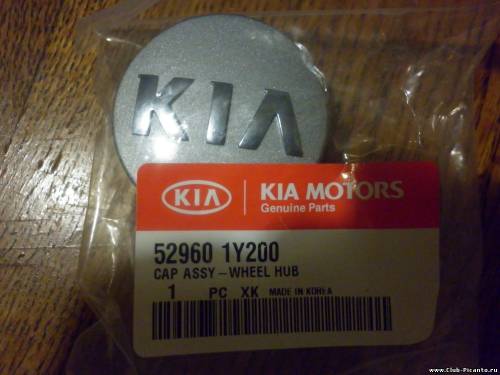 KIA
KIA KIA MOTORS
Genuine Parts
52960 1Y200
CAP ASSY-WHEEL HUB
1 PC XK MADE IN KOREA
www.Club-Picanto.ru